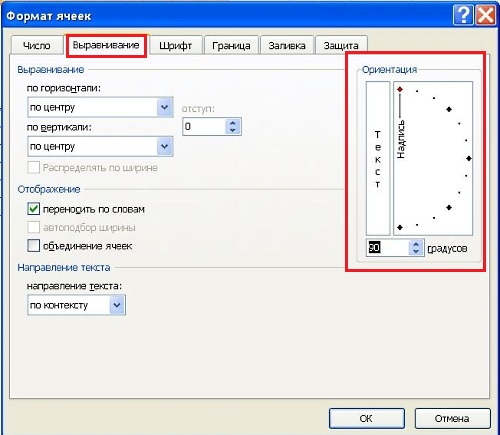 Формат ячеек
Число Выравнивание Шрифт Граница Заливка Защита
Выравнивание
по горизонтали:
по центру
отступ:
по вертикали:
0
по центру
Распределять по ширине
Отображение
переносить по словам
автоподбор ширины
объединение ячеек
Направление текста
направление текста:
по контексту
Ориентация
Текст
Надпись
90 градусов
ОК Отмена